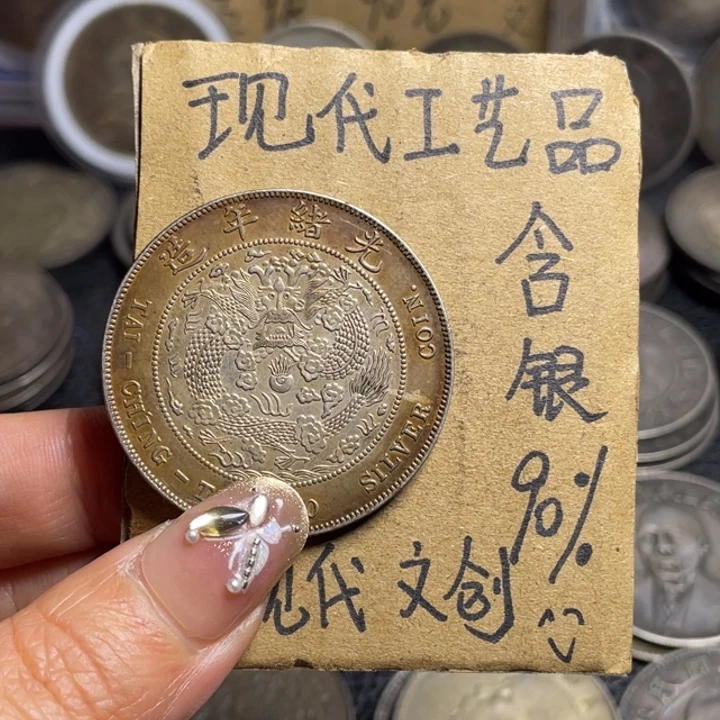 现代工艺品
含
银
90%
现代文创
光緒年造
TAI-CHING-
SILVER COIN.